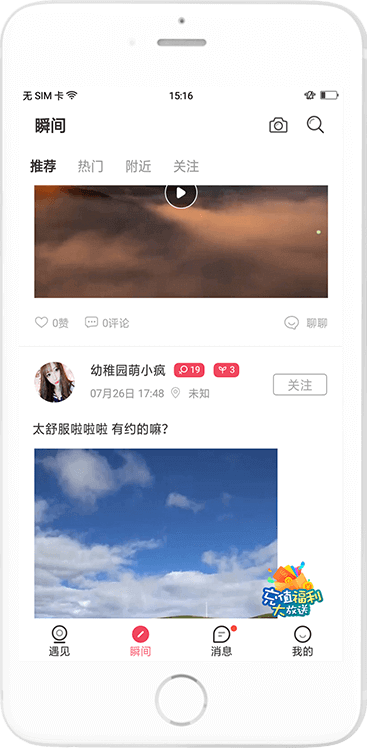 无 SIM 卡 15:16
瞬间
推荐 热门 附近 关注
0赞 0评论 聊聊
幼稚园萌小疯 19 3
07月26日 17:48 未知 关注
太舒服啦啦啦 有约的嘛?
充值福利
大放送
遇见 瞬间 消息 我的